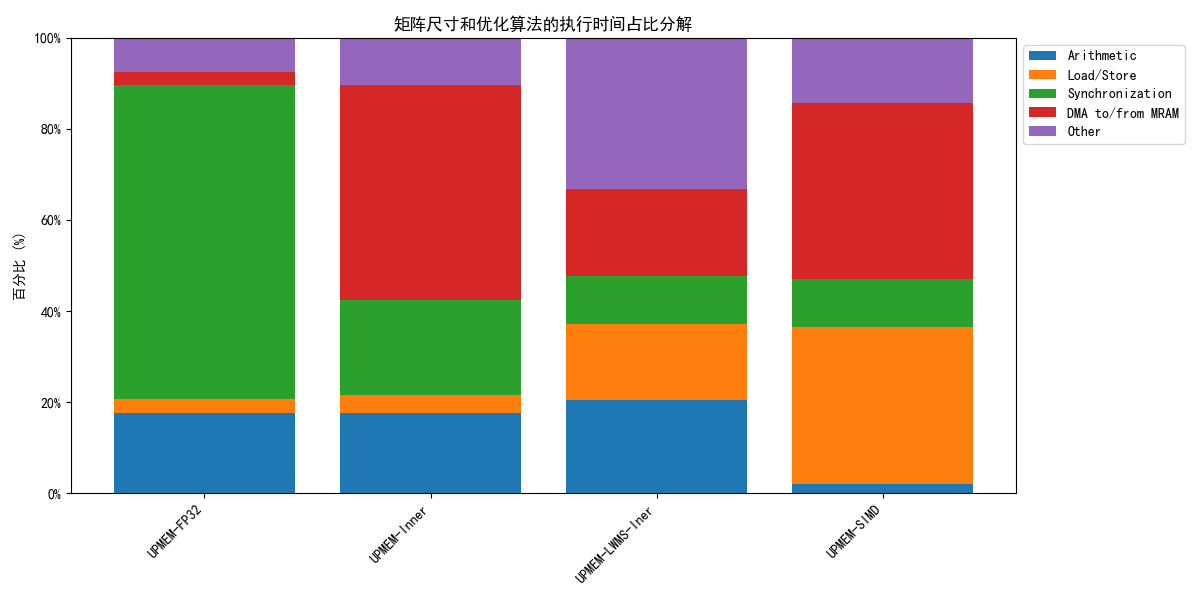 矩阵尺寸和优化算法的执行时间占比分解
100%
80%
60%
40%
20%
0%
百分比 (%)
UPMEM-FP32
UPMEM-Inner
UPMEM-LWMS-Iner
UPMEM-SIMD
Arithmetic
Load/Store
Synchronization
DMA to/from MRAM
Other